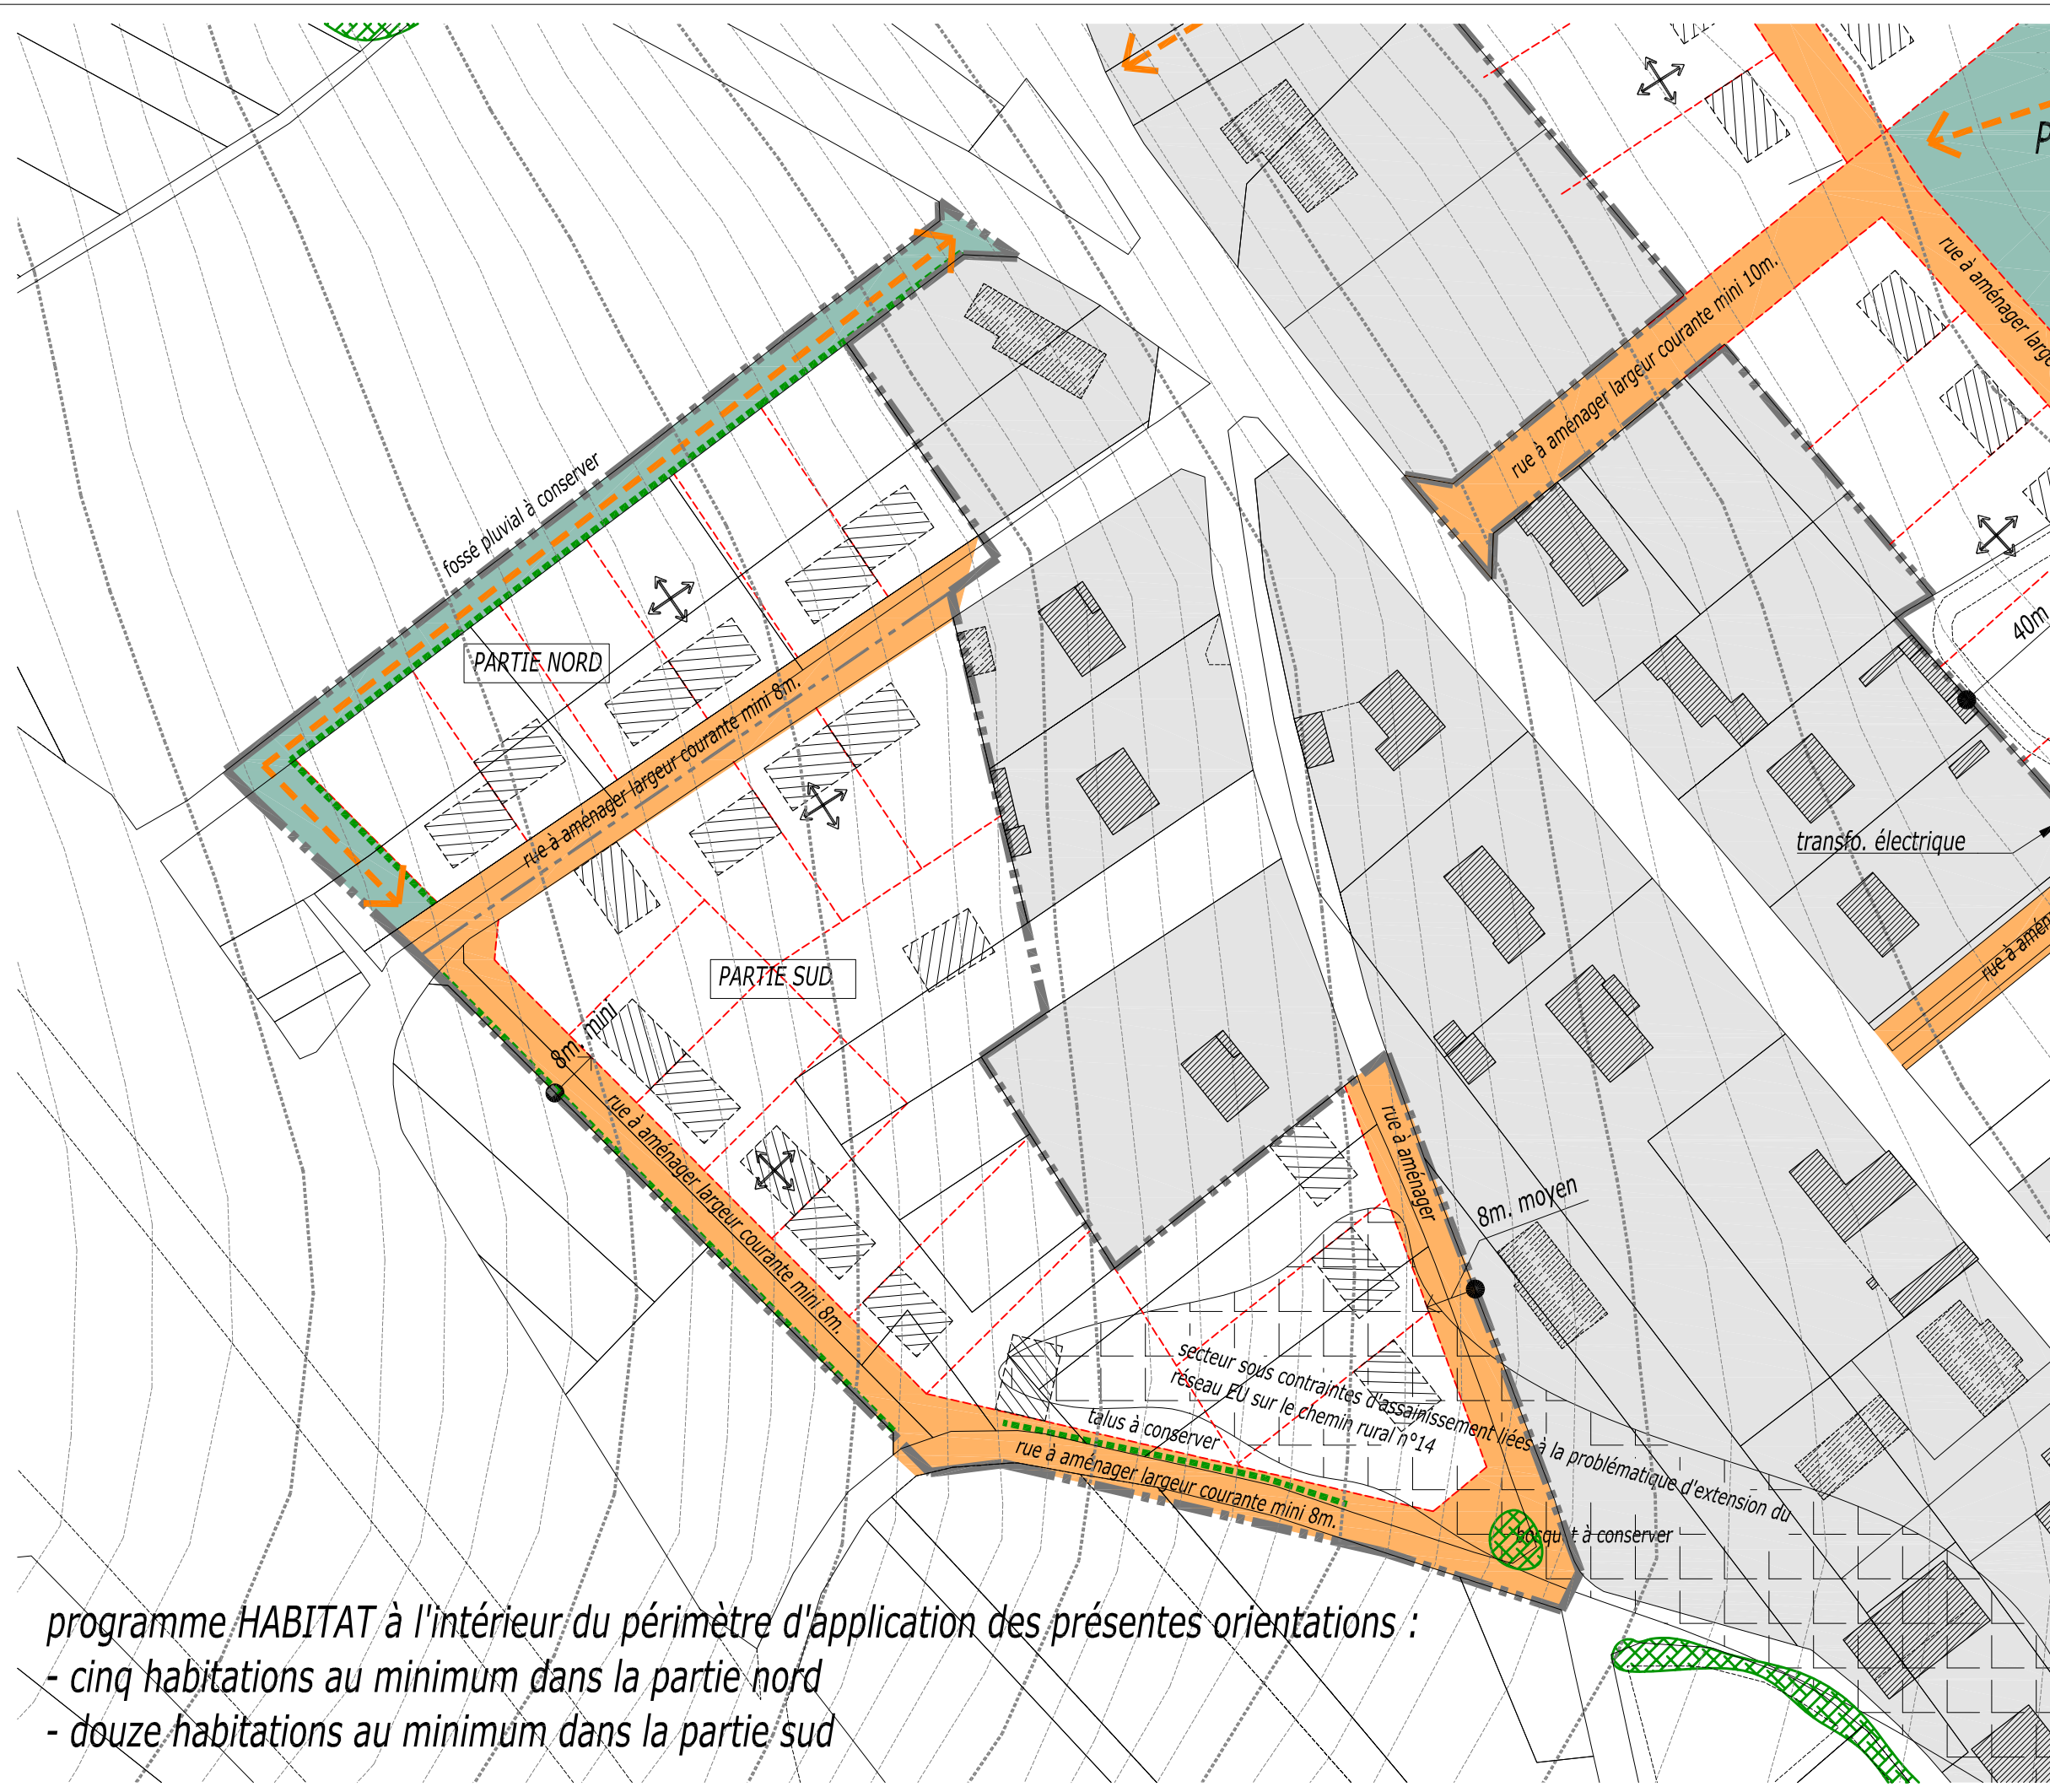 P
rue à aménager largeur courante mini 10m.
rue à aménager
fossé pluvial à conserver
40m
PARTIE NORD
rue à aménager largeur courante mini 8m.
transfo. électrique
rue à
PARTIE SUD
8m. mini
rue à aménager largeur courante mini 8m.
rue à aménager
8m. moyen
secteur sous contraintes d'assainissement liées à la problématique d'extension du
réseau EU sur le chemin rural n°14
talus à conserver
rue à aménager largeur courante mini 8m.
bosquet à conserver
programme HABITAT à l'intérieur du périmètre d'application des présentes orientations :
- cinq habitations au minimum dans la partie nord
- douze habitations au minimum dans la partie sud